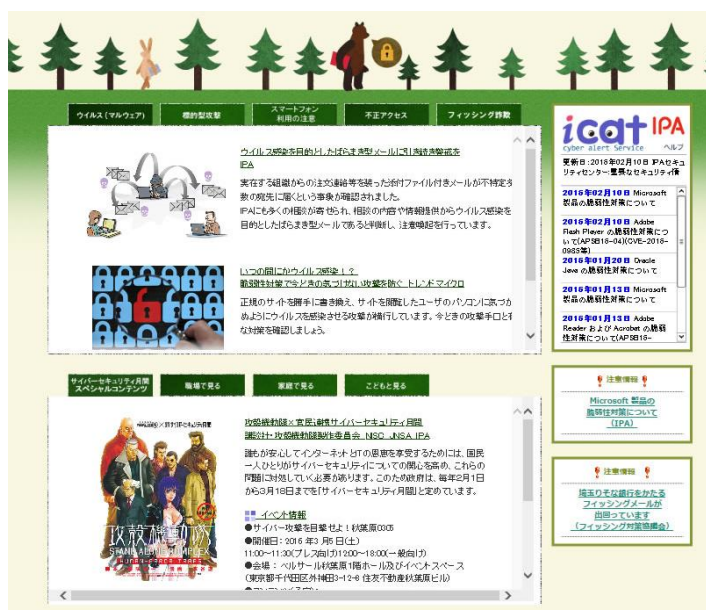 ウイルス(マルウェア)
標的型攻撃
スマートフォン
利用の注意
不正アクセス
フィッシング詐欺
ウイルス感染を目的としたばらまき型メールに引き続き警戒を
IPA
実在する組織からの注文連絡等を装った添付ファイル付きメールが不特定多
数の宛先に届くという事象が確認されました。
IPAにも多くの相談が寄せられ、相談の内容や情報提供からウイルス感染を
目的としたばらまき型メールであると判断し、注意喚起を行っています。
いつの間にかウイルス感染!?
脆弱性対策で今どきの気づけない攻撃を防ぐ トレンドマイクロ
正規のサイトを勝手に書き換え、サイトを閲覧したユーザのパソコンに気づか
ぬようにウイルスを感染させる攻撃が横行しています。今どきの攻撃手口と有
な対策を確認しましょう。
icat IPA
cyber alert Service ヘルプ
更新日:2016年02月10日 IPAセキュ
リティセンター重要なセキュリティ情
2016年02月10日 Microsoft
製品の脆弱性対策について
2016年02月10日 Adobe
Flash Player の脆弱性対策につ
いて(APSB16-04)(CVE-2016-
0985等)
2016年01月20日 Oracle
Java の脆弱性対策について
2016年01月13日 Microsoft
製品の脆弱性対策について
2016年01月13日 Adobe
Reader および Acrobat の脆弱
性対策について(APSB16-
サイバーセキュリティ月間
スペシャルコンテンツ
職場で見る
家庭で見る
こどもと見る
攻殻機動隊
STAND ALONE COMPLEX
攻殻機動隊×官民連携サイバーセキュリティ月間
講談社・攻殻機動隊製作委員会 NISC JNSA IPA
誰もが安心してインターネットとITの恩恵を享受するためには、国民
一人ひとりがサイバーセキュリティについての関心を高め、これらの
問題に対処していく必要があります。このため政府は、毎年2月1日
から3月18日までを「サイバーセキュリティ月間」と定めています。
イベント情報
●サイバー攻撃を目撃せよ!秋葉原0305
●開催日:2016年3月5日(土)
11:00~11:30(プレス向け)12:00~18:00(一般向け)
●会場:ベルサール秋葉原1階ホール及びイベントスペース
(東京都千代田区外神田3-12-8 住友不動産秋葉原ビル)
注意情報
Microsoft 製品の
脆弱性対策について
(IPA)
注意情報
埼玉りそな銀行をかたる
フィッシングメールが
出回っています
(フィッシング対策協議会)